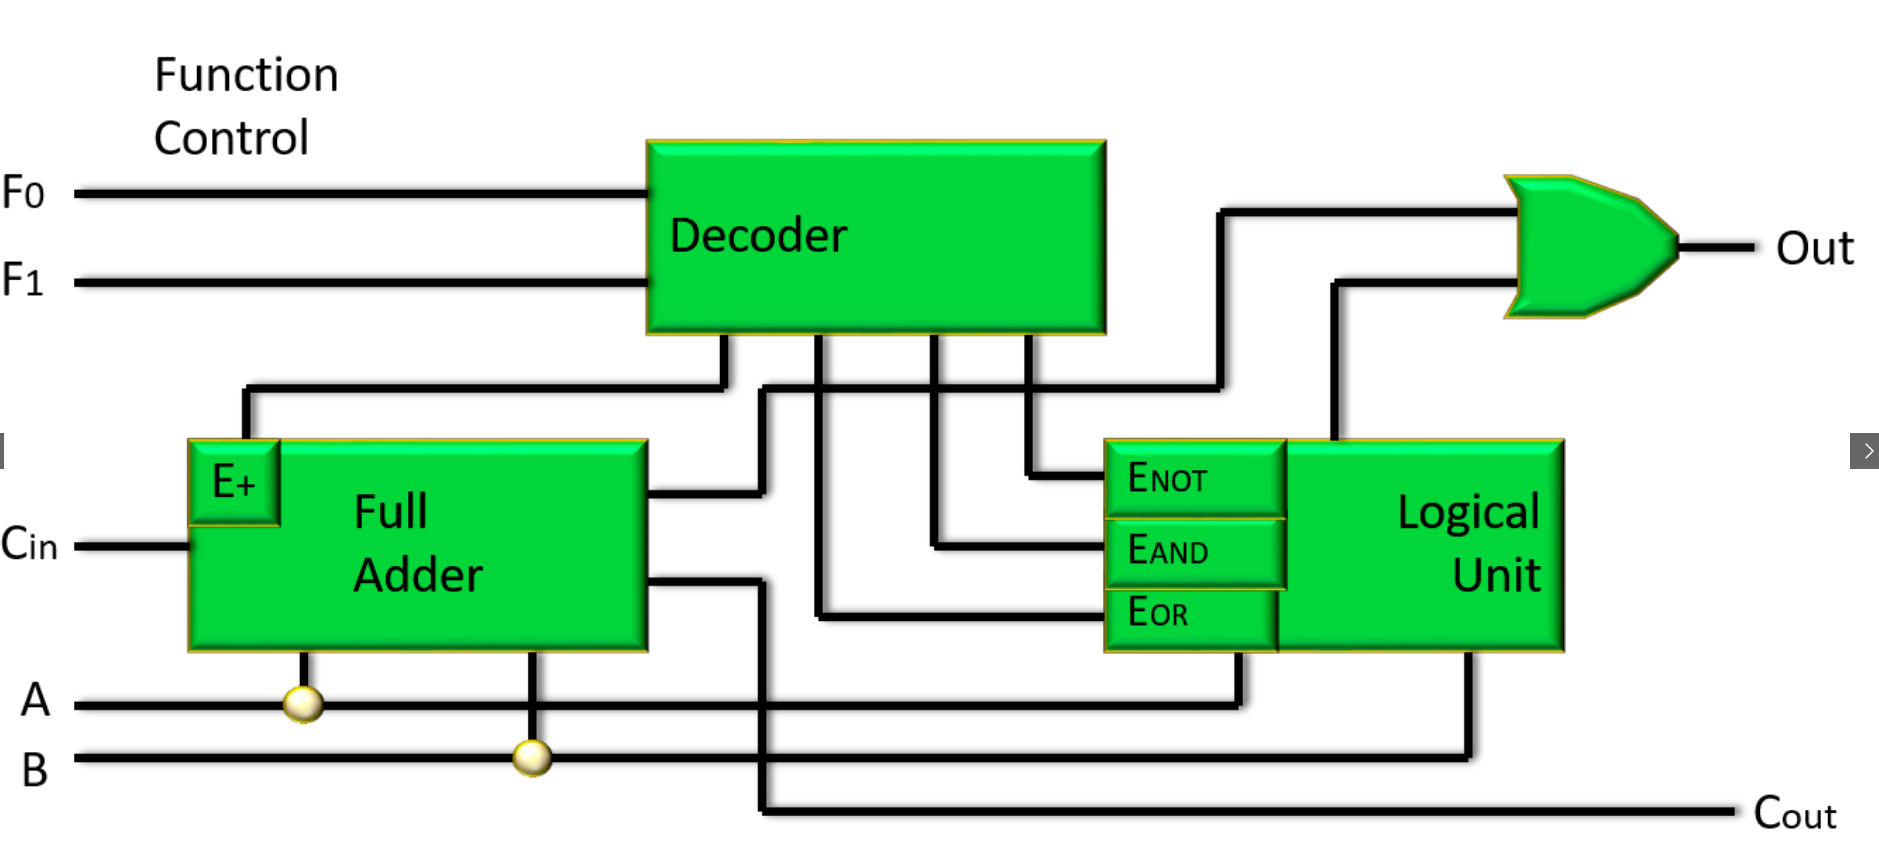 Function
Control
F0
F1
Decoder
Out
E+
Full
Adder
Cin
ENOT
EAND
EOR
Logical
Unit
A
B
Cout